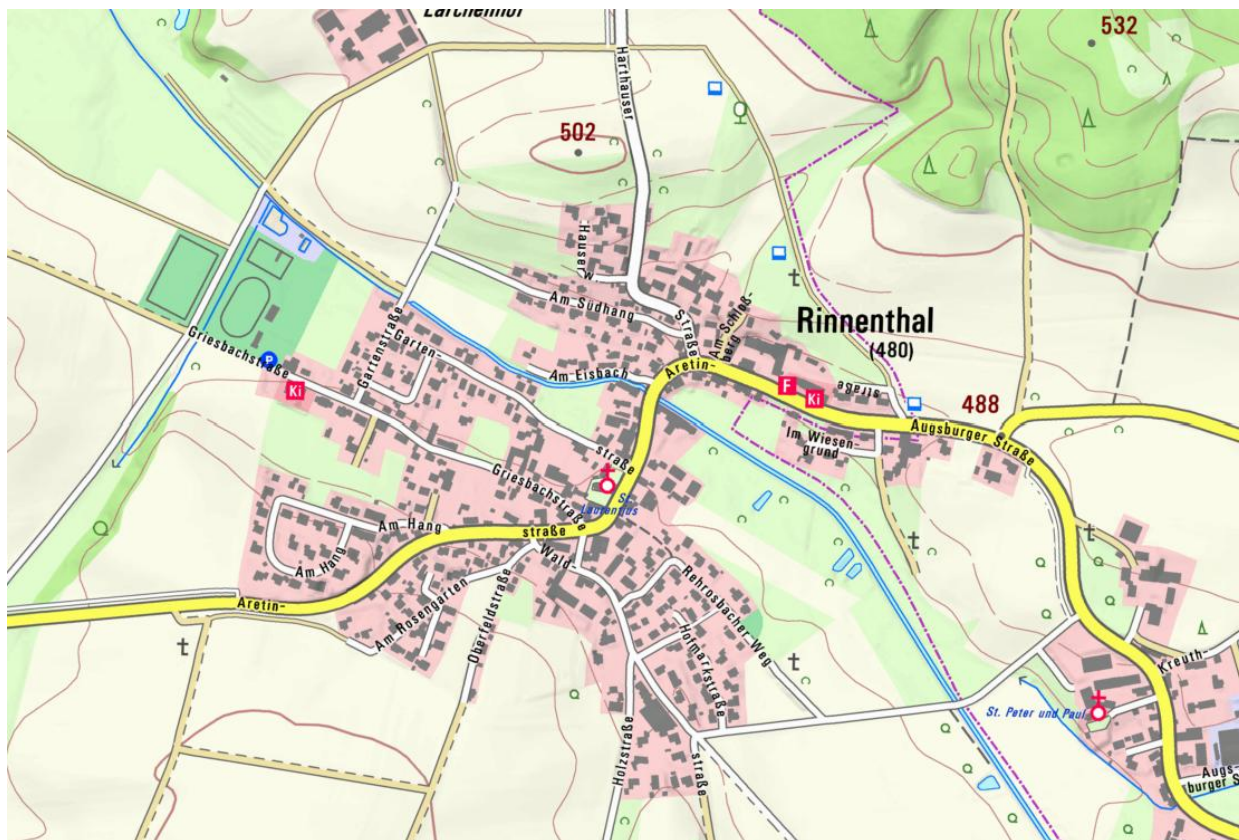 Lärchenhof
532
Harthauser
502
Hauser W.
Am Südhang
Straße
Am Schloß-
berg
Rinnenthal
(480)
Gartenstraße
Garten-
straße
Griesbachstraße
P
Ki
Am Eisbach
Aretin-
F
Ki
straße
488
Augsburger Straße
Im Wiesen-
grund
Griesbachstraße
St.
Laurentius
Am Hang
straße
Am Hang
Wald-
Aretin-
Am Rosengarten
Oberfeldstraße
Rehrosbacher Weg
Hofmarkstraße
Kreuth-
St. Peter und Paul
Holzstraße
straße
Augs-
burger S